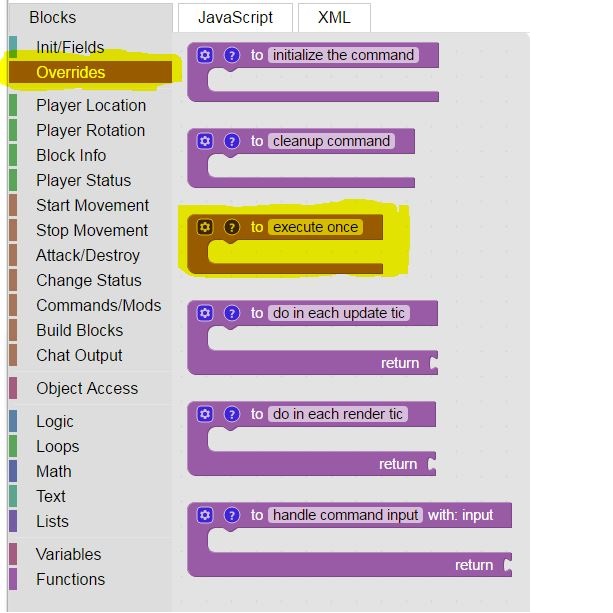 Blocks
JavaScript
XML
Init/Fields
Overrides
Player Location
Player Rotation
Block Info
Player Status
Start Movement
Stop Movement
Attack/Destroy
Change Status
Commands/Mods
Build Blocks
Chat Output
Object Access
Logic
Loops
Math
Text
Lists
Variables
Functions
? to initialize the command
? to cleanup command
? to execute once
? to do in each update tic
return
? to do in each render tic
return
? to handle command input with: input
return